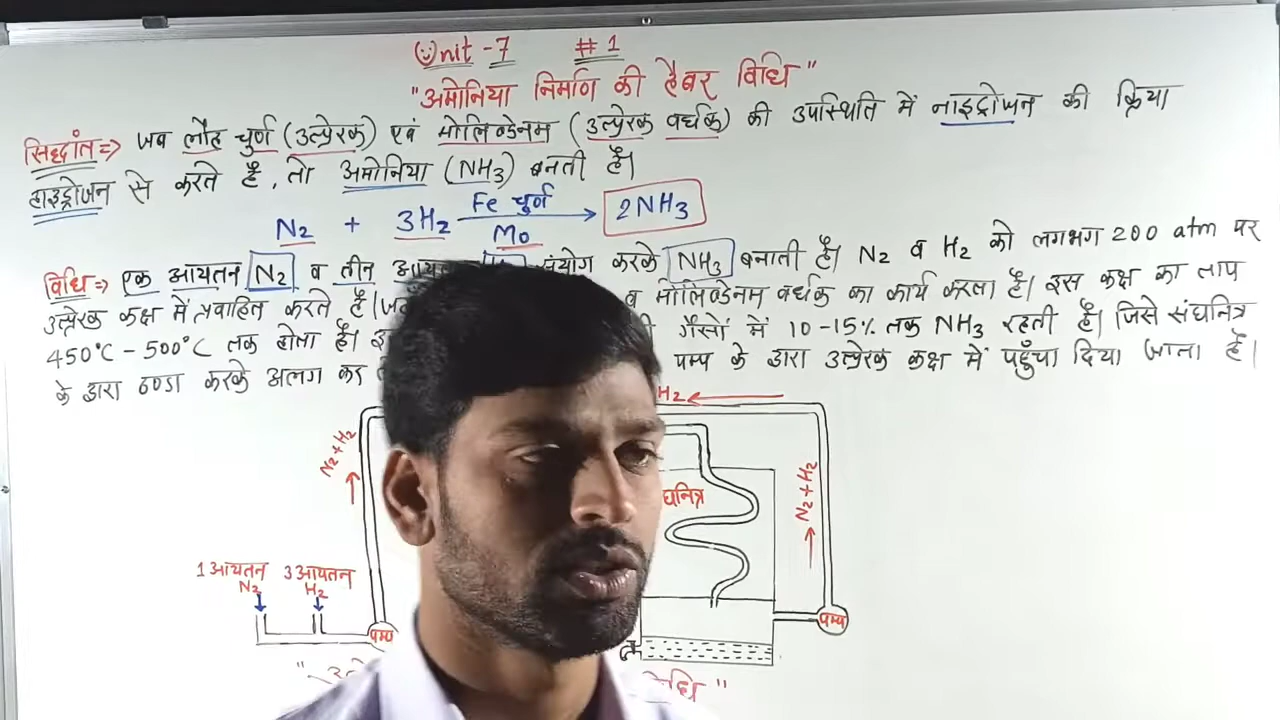 Unit - 7 # 1
"अमोनिया निर्माण की हैबर विधि"
सिद्धांत => जब लौह चुर्ण (उत्प्रेरक) एवं मोलिब्डेनम (उत्प्रेरक वर्धक) की उपस्थिति में नाइट्रोजन की क्रिया
हाइड्रोजन से करते हैं, तो अमोनिया (NH3) बनती है।
N2 + 3H2 Fe चुर्ण Mo → 2NH3
विधि => एक आयतन N2 व तीन संयोग करके NH3 बनाती है। N2 व H2 को लगभग 200 atm पर
उत्प्रेरक कक्ष में प्रवाहित करते है। व मोलिब्डेनम वर्धक का कार्य करता है। इस कक्ष का ताप
450°C - 500°C तक होता है। गैसों में 10-15% तक NH3 रहती है। जिसे संघनित्र
के द्वारा ठण्डा करके अलग कर पम्प के द्वारा उत्प्रेरक कक्ष में पहुँचा दिया जाता है।
H2 ←
N2+H2 →
N2+H2 →
1 आयतन N2
3 आयतन H2
पम्प
पम्प
विधि"